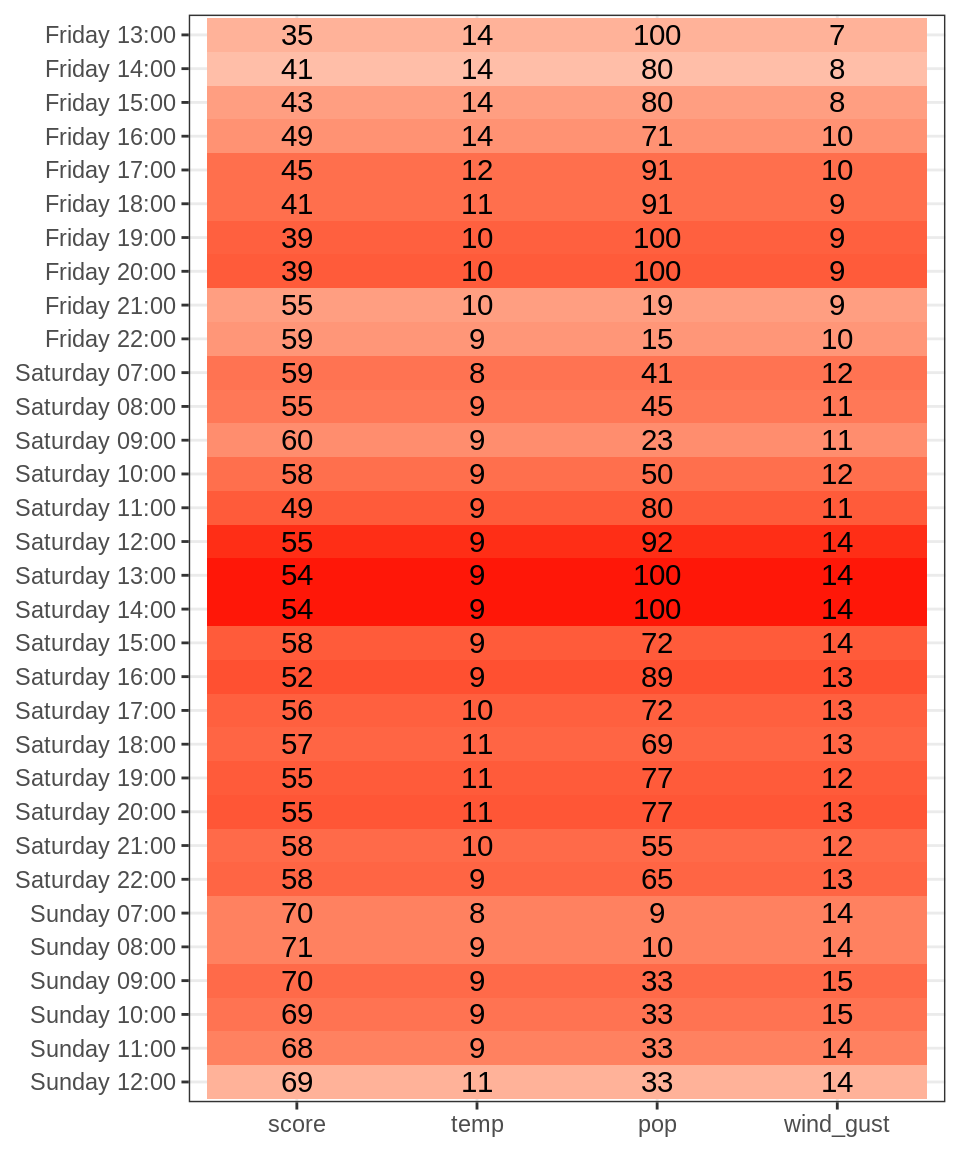 Friday 13:00 35 14 100 7
Friday 14:00 41 14 80 8
Friday 15:00 43 14 80 8
Friday 16:00 49 14 71 10
Friday 17:00 45 12 91 10
Friday 18:00 41 11 91 9
Friday 19:00 39 10 100 9
Friday 20:00 39 10 100 9
Friday 21:00 55 10 19 9
Friday 22:00 59 9 15 10
Saturday 07:00 59 8 41 12
Saturday 08:00 55 9 45 11
Saturday 09:00 60 9 23 11
Saturday 10:00 58 9 50 12
Saturday 11:00 49 9 80 11
Saturday 12:00 55 9 92 14
Saturday 13:00 54 9 100 14
Saturday 14:00 54 9 100 14
Saturday 15:00 58 9 72 14
Saturday 16:00 52 9 89 13
Saturday 17:00 56 10 72 13
Saturday 18:00 57 11 69 13
Saturday 19:00 55 11 77 12
Saturday 20:00 55 11 77 13
Saturday 21:00 58 10 55 12
Saturday 22:00 58 9 65 13
Sunday 07:00 70 8 9 14
Sunday 08:00 71 9 10 14
Sunday 09:00 70 9 33 15
Sunday 10:00 69 9 33 15
Sunday 11:00 68 9 33 14
Sunday 12:00 69 11 33 14
score temp pop wind_gust